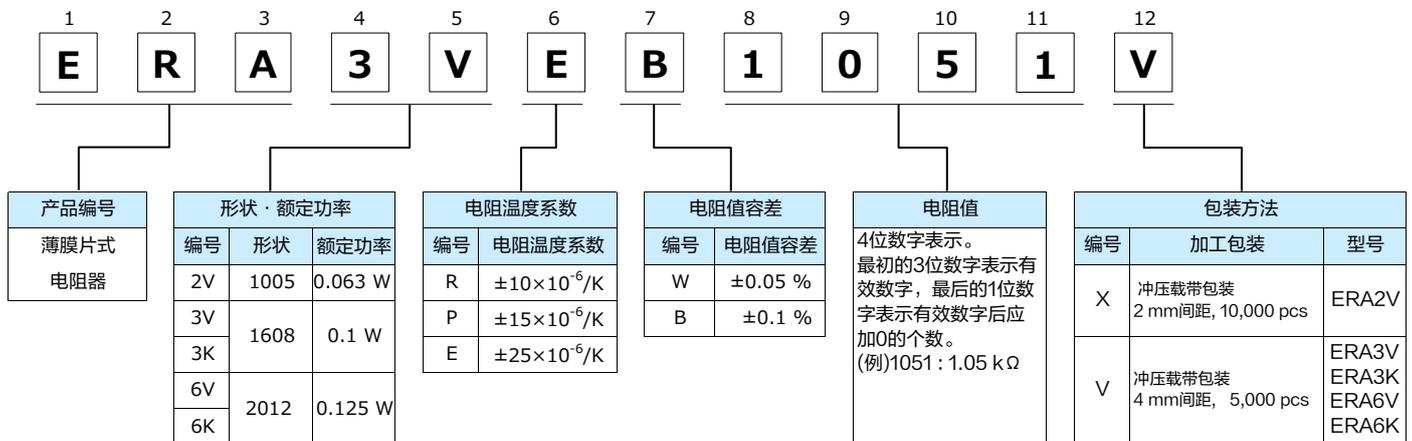 1 2 3 4 5 6 7 8 9 10 11 12
E R A 3 V E B 1 0 5 1 V
产品编号
薄膜片式
电阻器
形状 · 额定功率
编号 形状 额定功率
2V 1005 0.063 W
3V
1608 0.1 W
3K
6V
2012 0.125 W
6K
电阻温度系数
编号 电阻温度系数
R ±10×10⁻⁶/K
P ±15×10⁻⁶/K
E ±25×10⁻⁶/K
电阻值容差
编号 电阻值容差
W ±0.05 %
B ±0.1 %
电阻值
4位数字表示。
最初的3位数字表示有
效数字，最后的1位数
字表示有效数字后应
加0的个数。
(例)1051 : 1.05 kΩ
包装方法
编号 加工包装 型号
X 冲压载带包装
2 mm间距, 10,000 pcs ERA2V
V 冲压载带包装
4 mm间距, 5,000 pcs
ERA3V
ERA3K
ERA6V
ERA6K